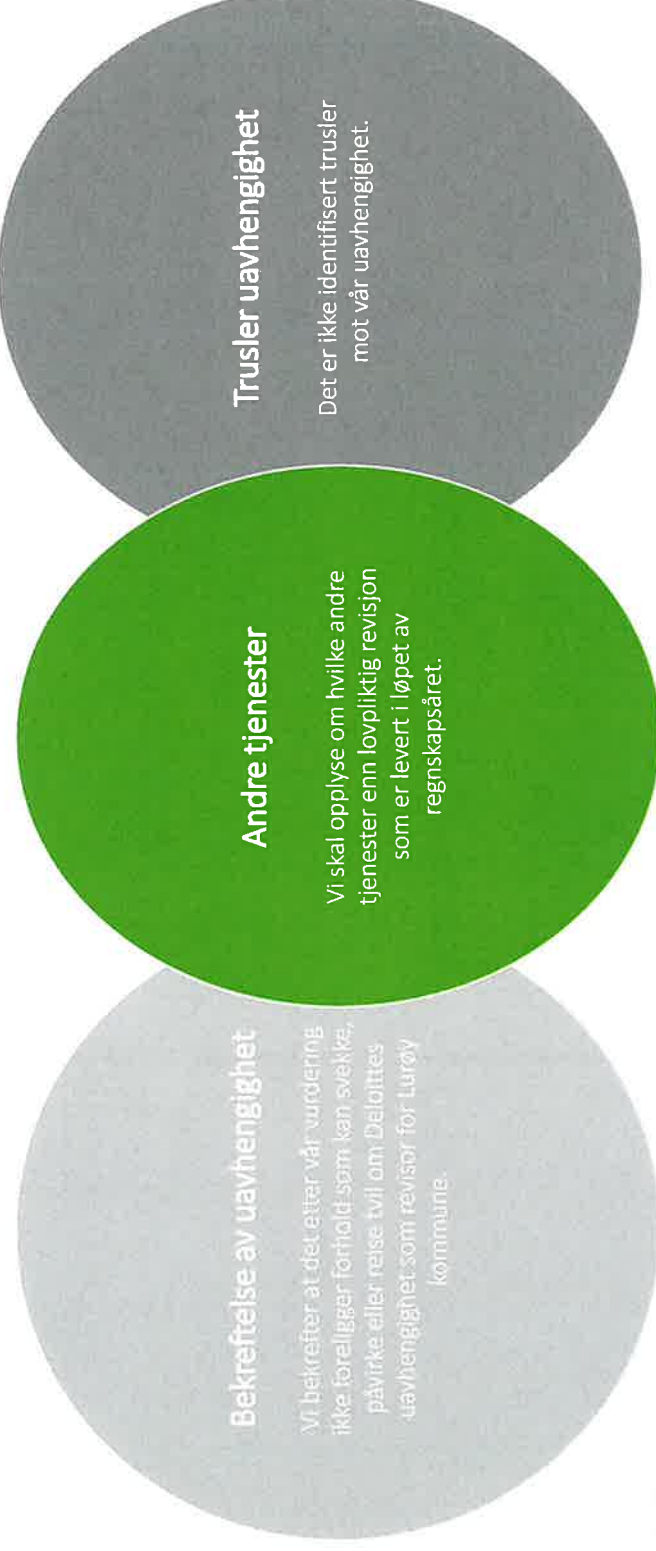 Bekreftelse av uavhengighet
Vi bekrefter at det etter vår vurdering
ikke foreligger forhold som kan svekke,
påvirke eller reise tvil om Deloittes
uavhengighet som revisor for Lurøy
kommune.
Andre tjenester
Vi skal opplyse om hvilke andre
tjenester enn lovpliktig revisjon
som er levert i løpet av
regnskapsåret.
Trusler uavhengighet
Det er ikke identifisert trusler
mot vår uavhengighet.